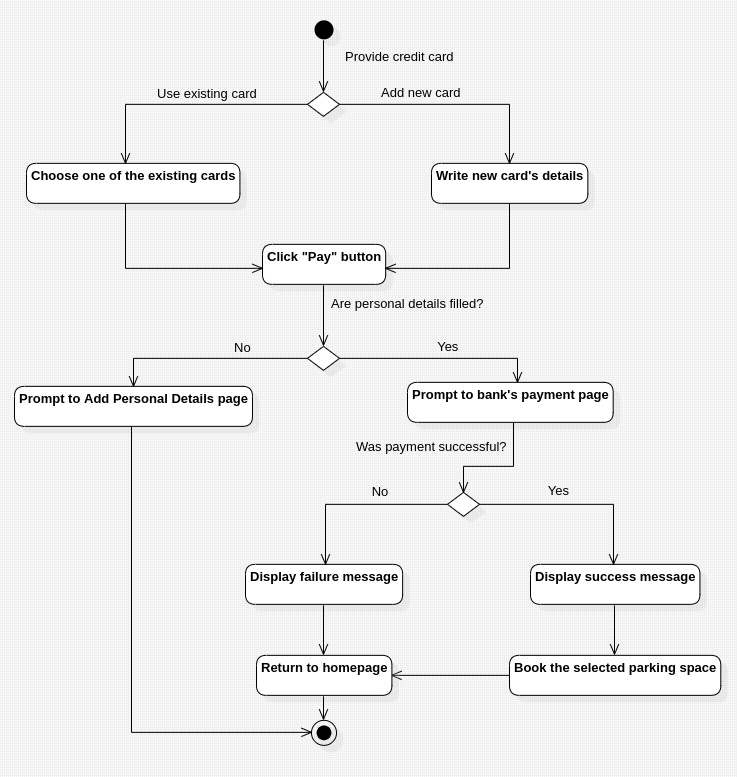 Provide credit card
Use existing card
Add new card
Choose one of the existing cards
Write new card's details
Click "Pay" button
Are personal details filled?
No
Yes
Prompt to Add Personal Details page
Prompt to bank's payment page
Was payment successful?
No
Yes
Display failure message
Display success message
Return to homepage
Book the selected parking space